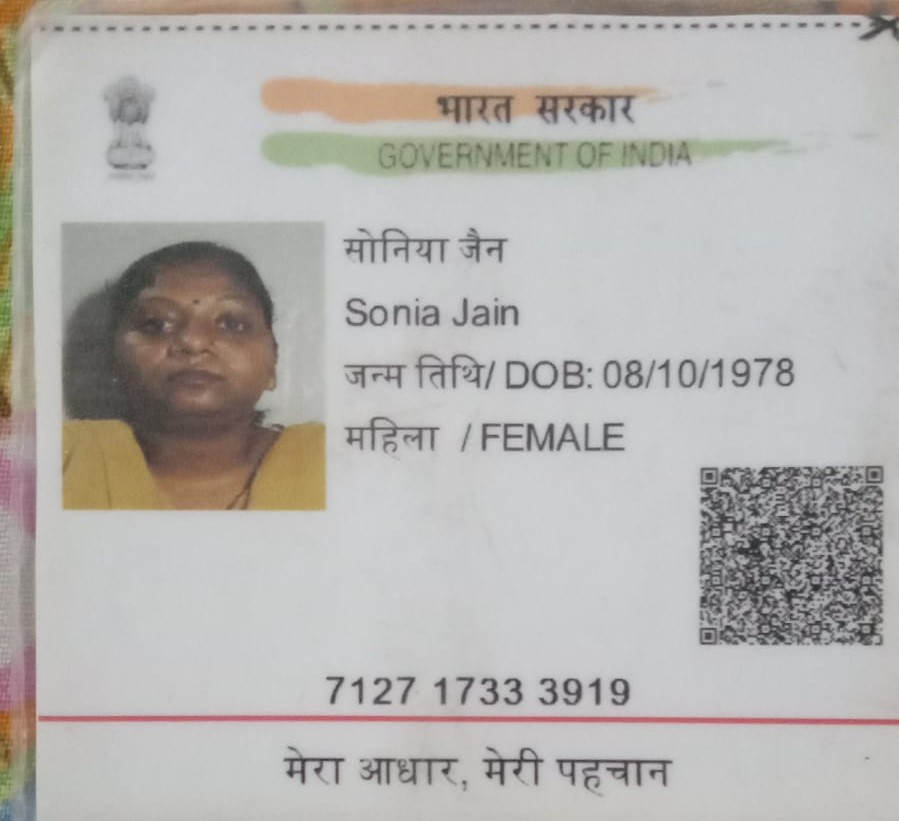 भारत सरकार
GOVERNMENT OF INDIA
सोनिया जैन
Sonia Jain
जन्म तिथि/ DOB: 08/10/1978
महिला / FEMALE
7127 1733 3919
मेरा आधार, मेरी पहचान